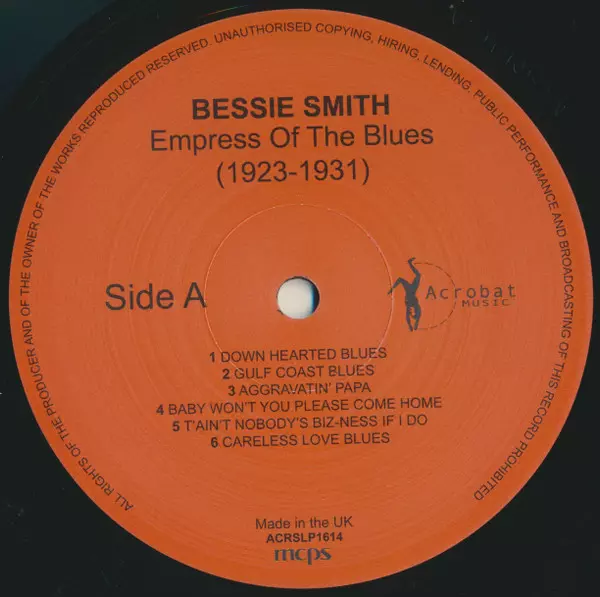 ALL RIGHTS OF THE PRODUCER AND OF THE OWNER OF THE WORKS REPRODUCED RESERVED. UNAUTHORISED COPYING, HIRING, LENDING, PUBLIC PERFORMANCE AND BROADCASTING OF THIS RECORD PROHIBITED
BESSIE SMITH
Empress Of The Blues
(1923-1931)
Side A
Acrobat
MUSIC
1 DOWN HEARTED BLUES
2 GULF COAST BLUES
3 AGGRAVATIN' PAPA
4 BABY WON'T YOU PLEASE COME HOME
5 T'AIN'T NOBODY'S BIZ-NESS IF I DO
6 CARELESS LOVE BLUES
Made in the UK
ACRSLP1614
mcps